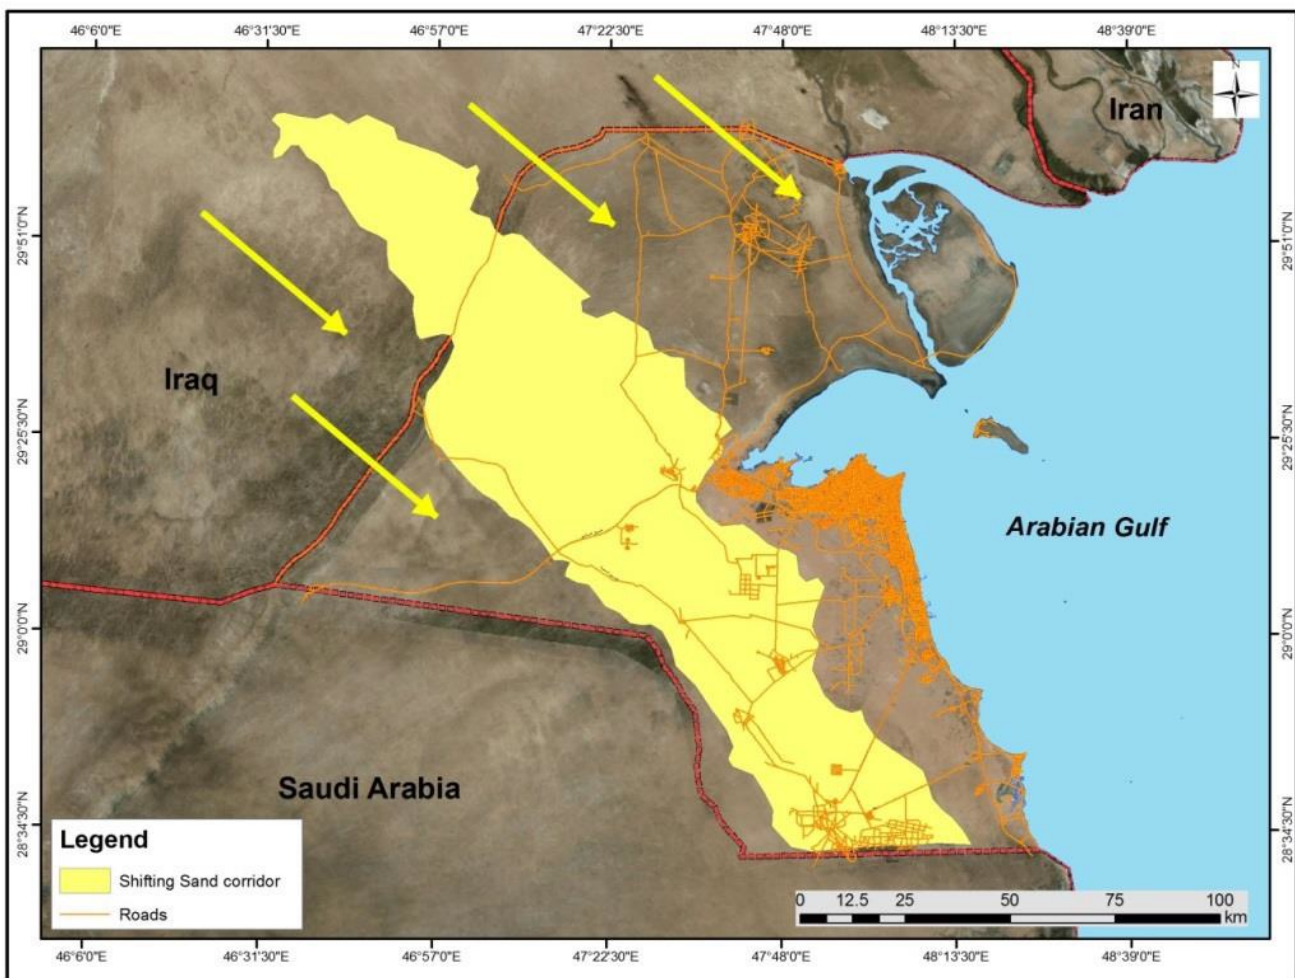 46°6'0"E 46°31'30"E 46°57'0"E 47°22'30"E 47°48'0"E 48°13'30"E 48°39'0"E
N
Iran
29°51'0"N 29°51'0"N
Iraq
29°25'30"N 29°25'30"N
Arabian Gulf
29°0'0"N 29°0'0"N
Saudi Arabia
28°34'30"N 28°34'30"N
Legend
Shifting Sand corridor
Roads
0 12.5 25 50 75 100
km
46°6'0"E 46°31'30"E 46°57'0"E 47°22'30"E 47°48'0"E 48°13'30"E 48°39'0"E